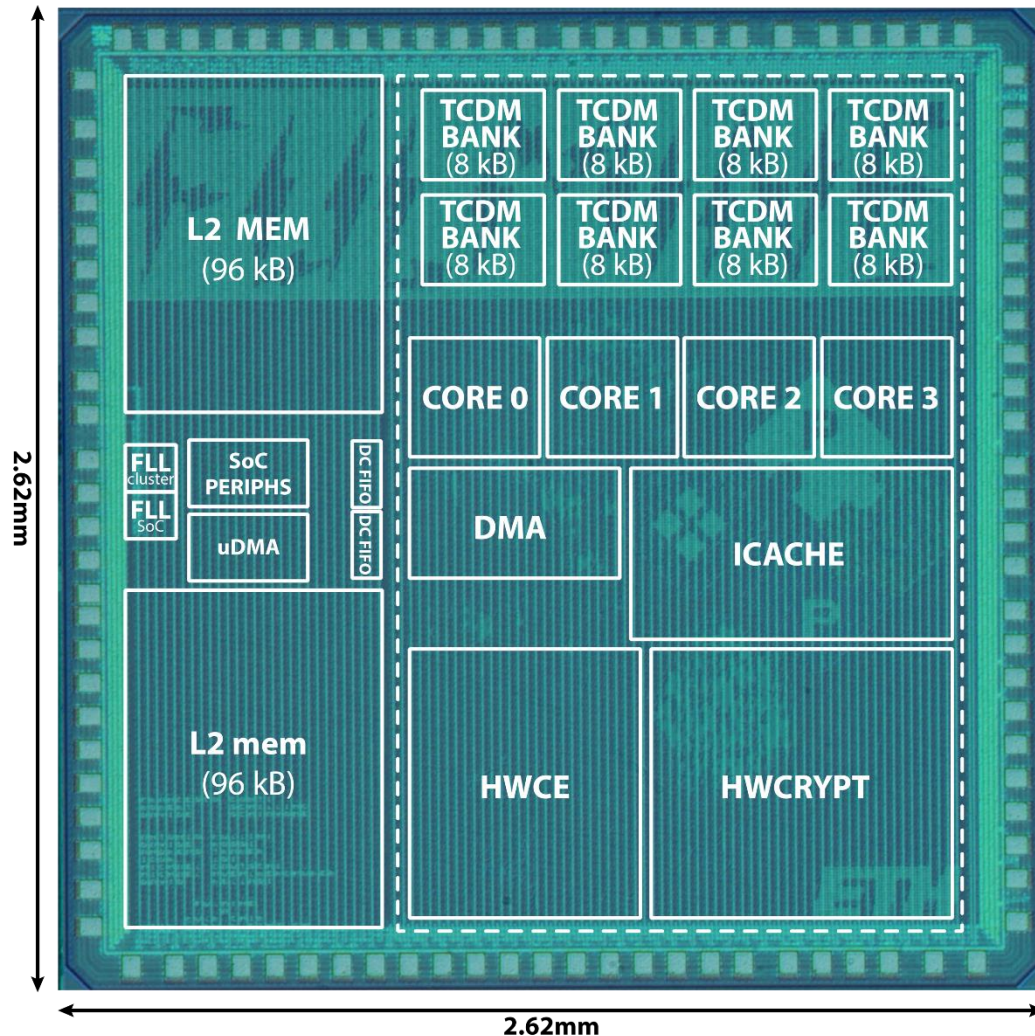 TCDM
BANK
(8 kB)
TCDM
BANK
(8 kB)
TCDM
BANK
(8 kB)
TCDM
BANK
(8 kB)
L2 MEM
(96 kB)
TCDM
BANK
(8 kB)
TCDM
BANK
(8 kB)
TCDM
BANK
(8 kB)
TCDM
BANK
(8 kB)
CORE 0
CORE 1
CORE 2
CORE 3
FLL
cluster
FLL
SoC
SoC
PERIPHS
uDMA
DC FIFO
DC FIFO
DMA
ICACHE
L2 mem
(96 kB)
HWCE
HWCRYPT
ETH
2.62mm
2.62mm